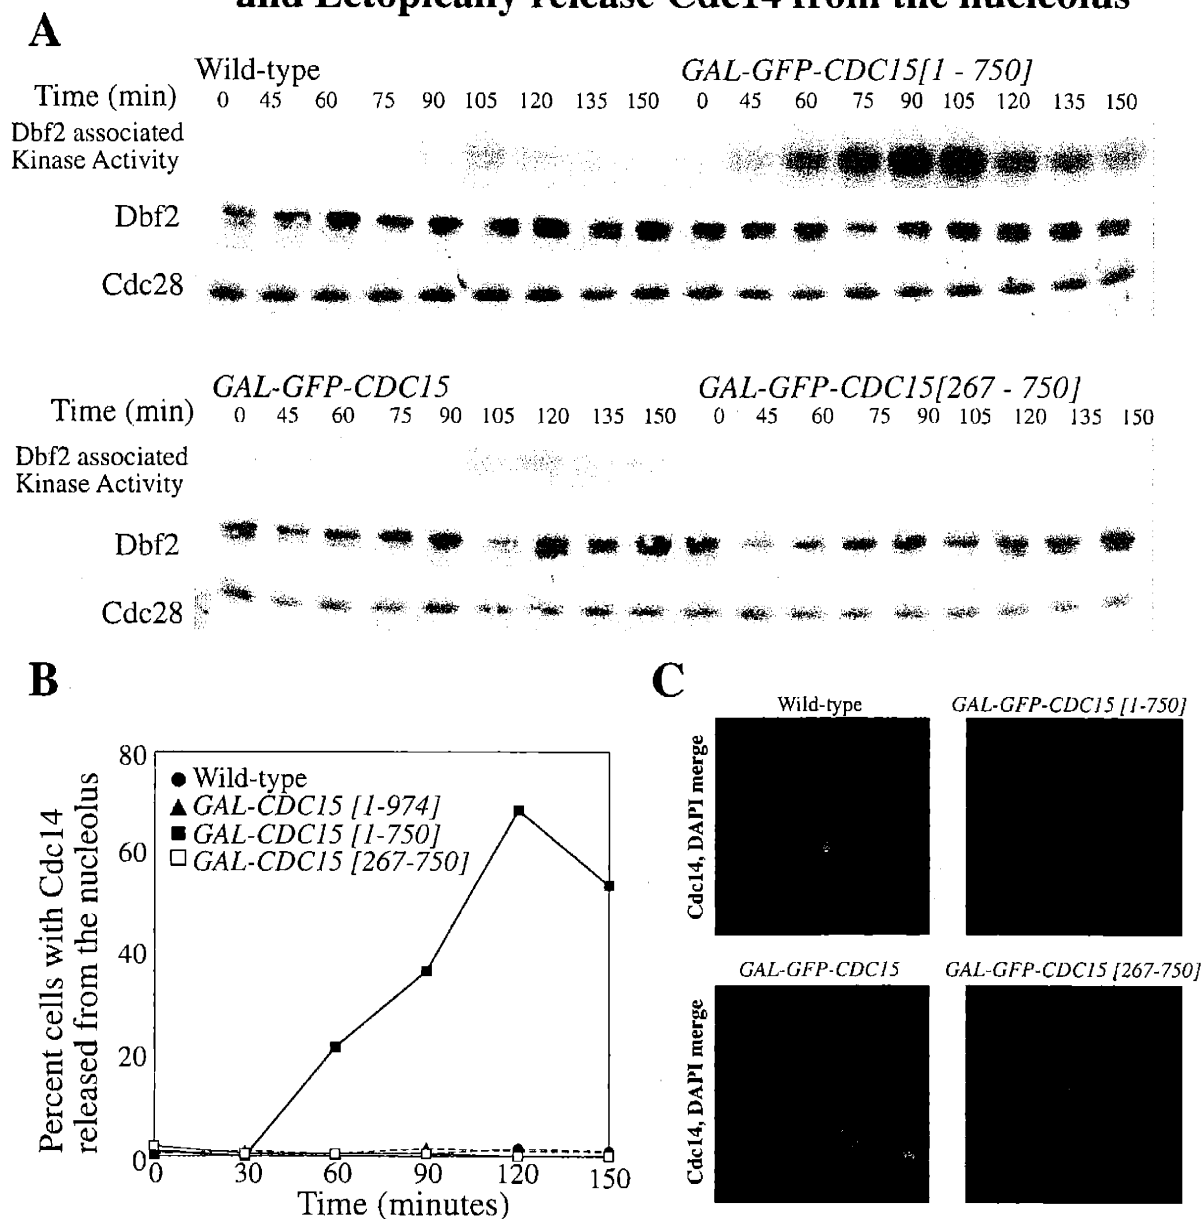 and Ectopically release Cdc14 from the nucleolus
A
Wild-type GAL-GFP-CDC15[1 - 750]
Time (min) 0 45 60 75 90 105 120 135 150 0 45 60 75 90 105 120 135 150
Dbf2 associated
Kinase Activity
Dbf2
Cdc28
GAL-GFP-CDC15 GAL-GFP-CDC15[267 - 750]
Time (min) 0 45 60 75 90 105 120 135 150 0 45 60 75 90 105 120 135 150
Dbf2 associated
Kinase Activity
Dbf2
Cdc28
B
Percent cells with Cdc14
released from the nucleolus
80
60
40
20
0
Wild-type
GAL-CDC15 [1-974]
GAL-CDC15 [1-750]
GAL-CDC15 [267-750]
0 30 60 90 120 150
Time (minutes)
C
Wild-type GAL-GFP-CDC15 [1-750]
Cdc14, DAPI merge
GAL-GFP-CDC15 GAL-GFP-CDC15 [267-750]
Cdc14, DAPI merge